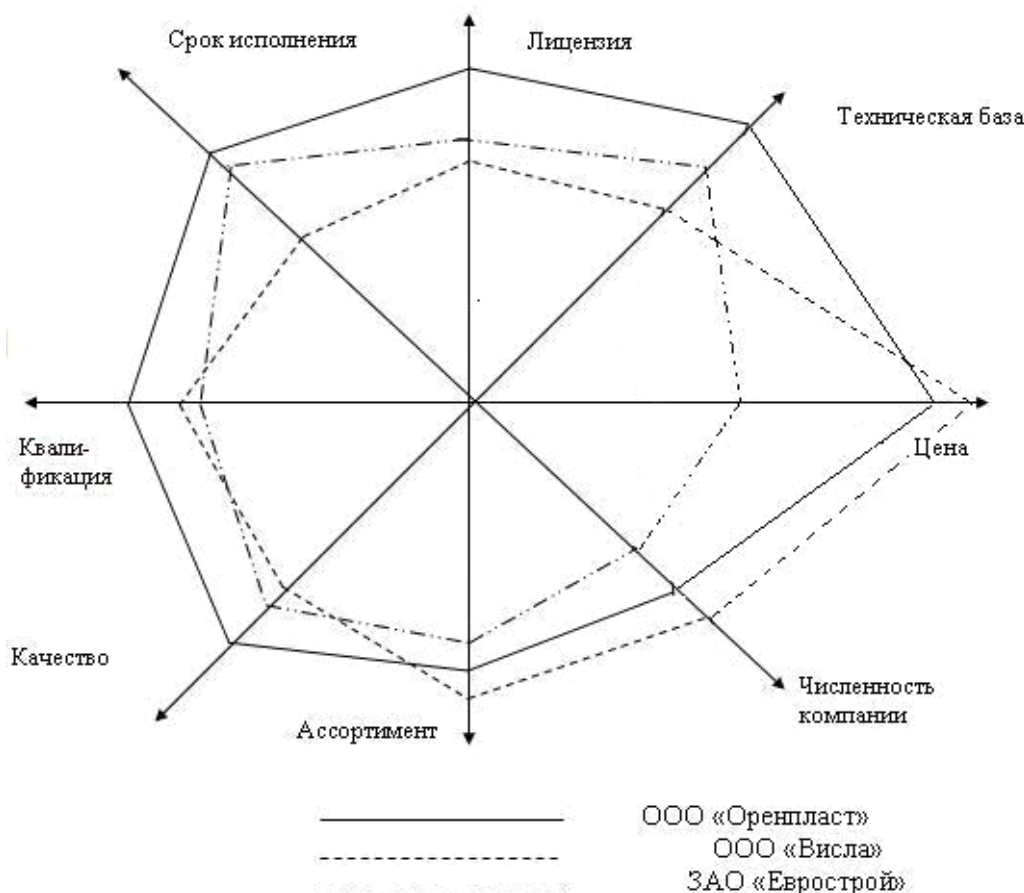 Срок исполнения
Лицензия
Техническая база
Цена
Квали-
фикация
Качество
Ассортимент
Численность
компании
ООО «Оренпласт»
ООО «Висла»
ЗАО «Еврострой»